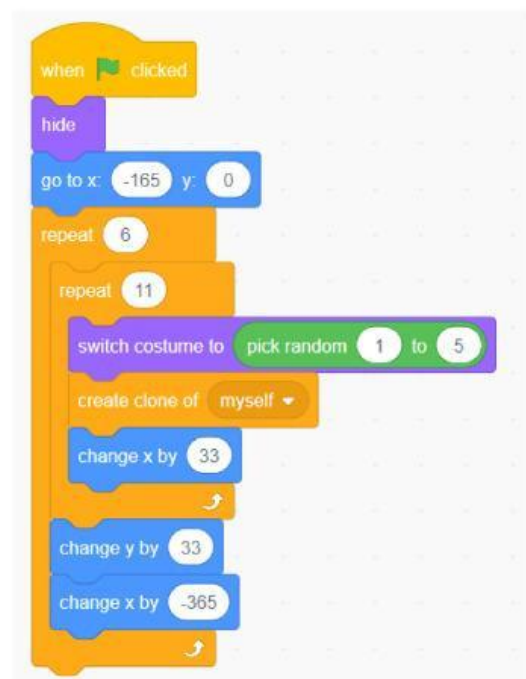 when clicked
hide
go to x: -165 y: 0
repeat 6
repeat 11
switch costume to pick random 1 to 5
create clone of myself
change x by 33
change y by 33
change x by -365